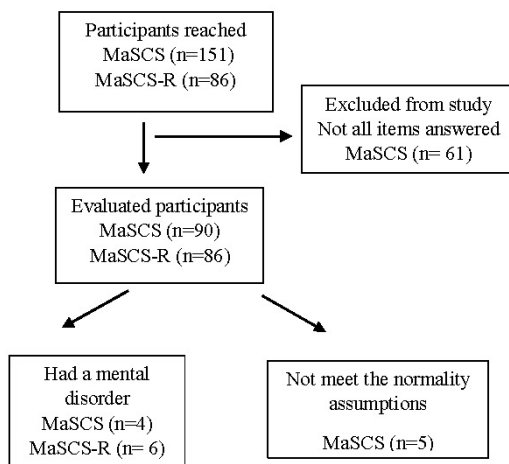 Participants reached
MaSCS (n=151)
MaSCS-R (n=86)
Excluded from study
Not all items answered
MaSCS (n= 61)
Evaluated participants
MaSCS (n=90)
MaSCS-R (n=86)
Had a mental
disorder
MaSCS (n=4)
MaSCS-R (n= 6)
Not meet the normality
assumptions
MaSCS (n=5)